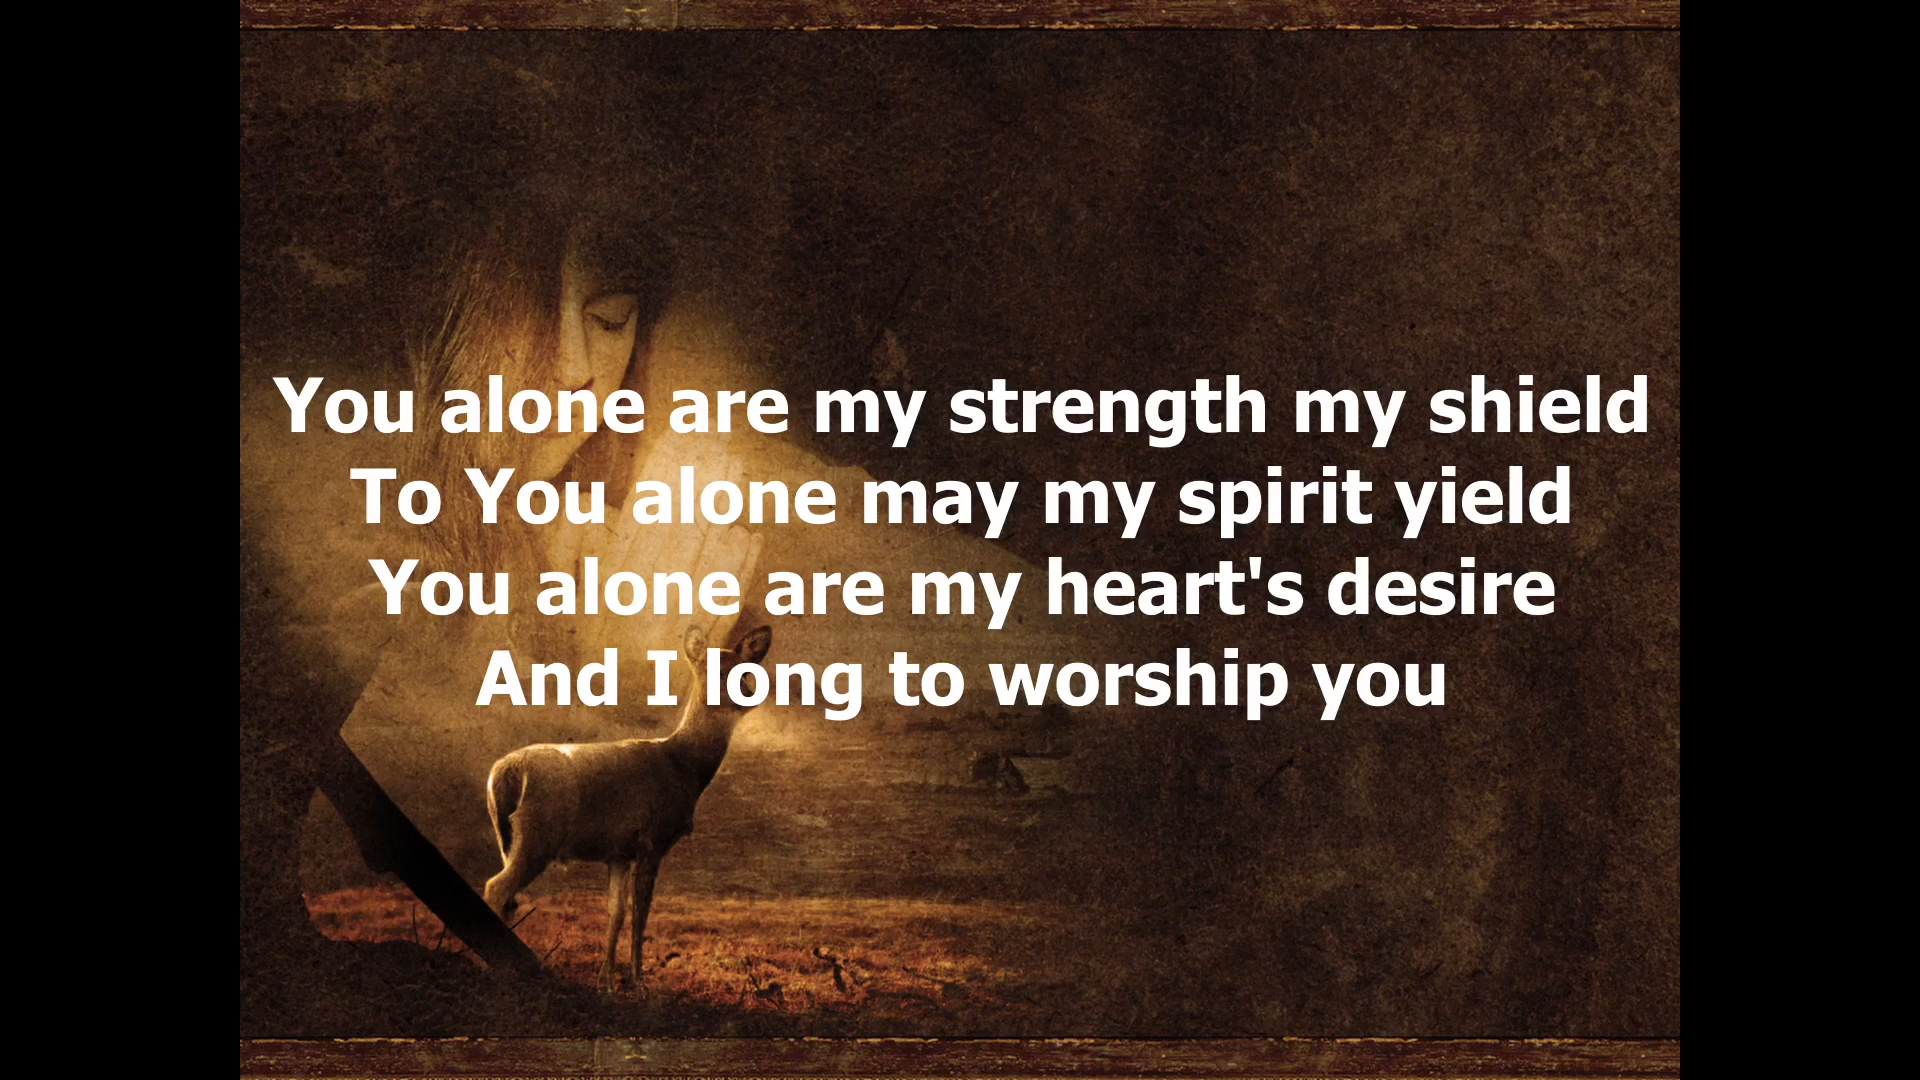 You alone are my strength my shield
To You alone may my spirit yield
You alone are my heart's desire
And I long to worship you